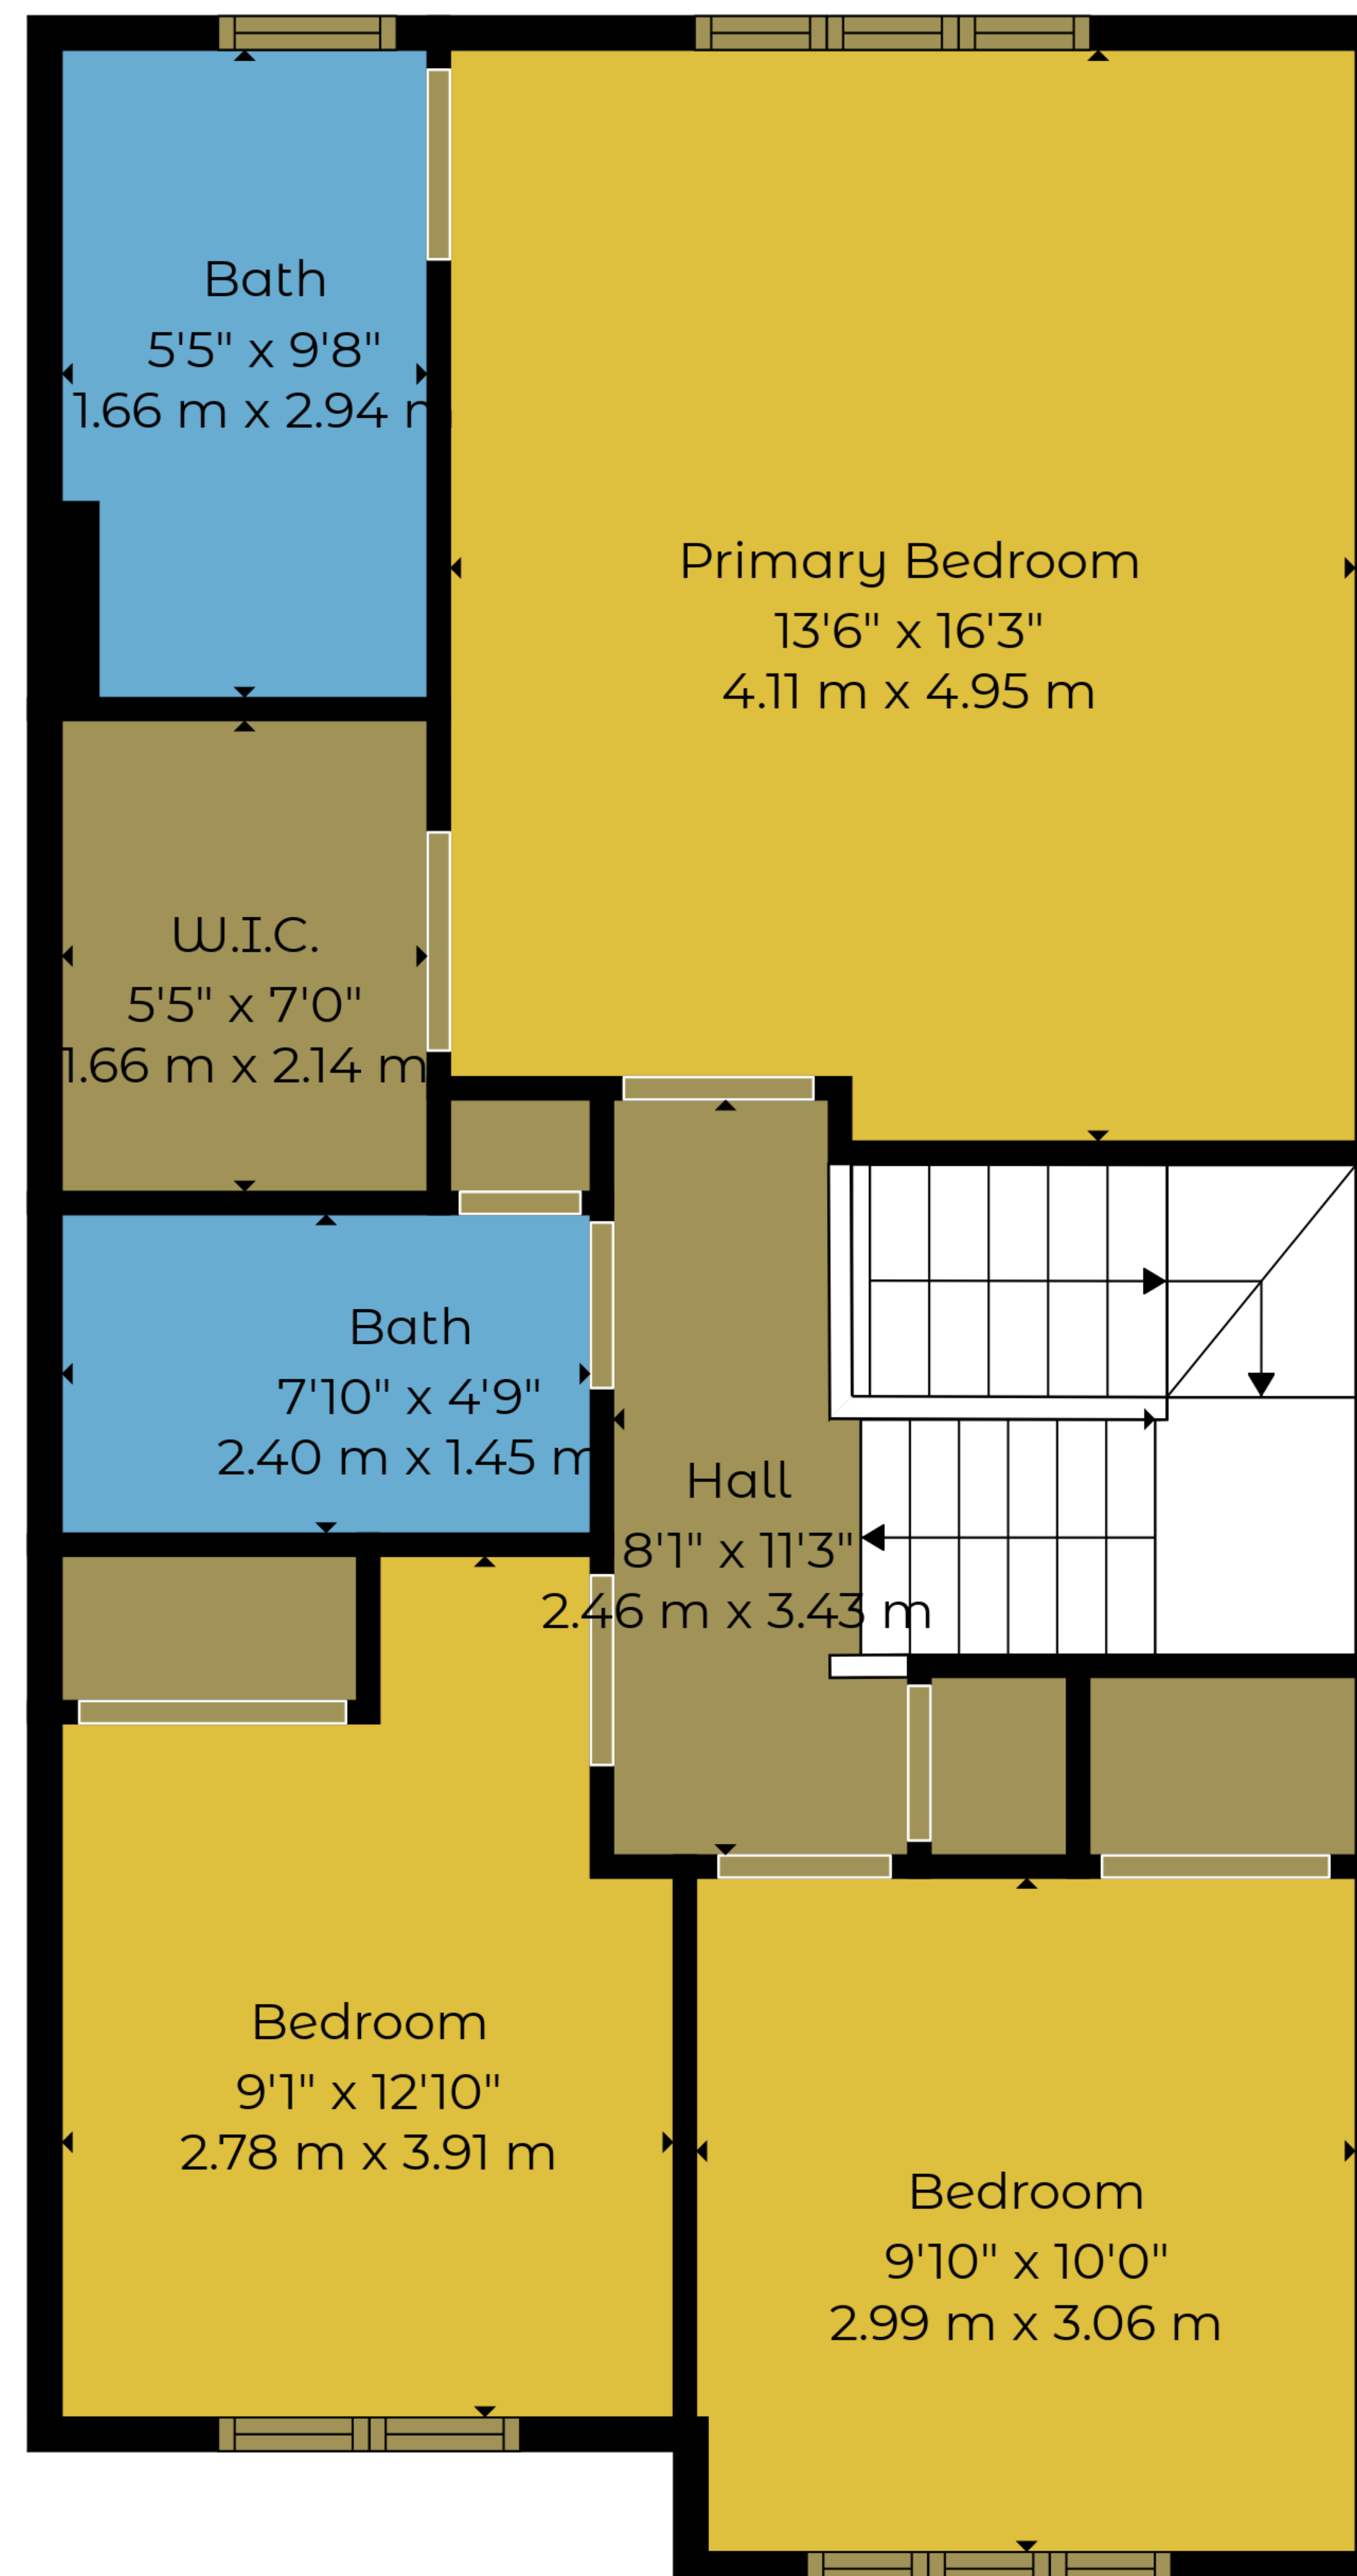 Bath
5'5" x 9'8"
1.66 m x 2.94 m
Primary Bedroom
13'6" x 16'3"
4.11 m x 4.95 m
W.I.C.
5'5" x 7'0"
1.66 m x 2.14 m
Bath
7'10" x 4'9"
2.40 m x 1.45 m
Hall
8'1" x 11'3"
2.46 m x 3.43 m
Bedroom
9'1" x 12'10"
2.78 m x 3.91 m
Bedroom
9'10" x 10'0"
2.99 m x 3.06 m